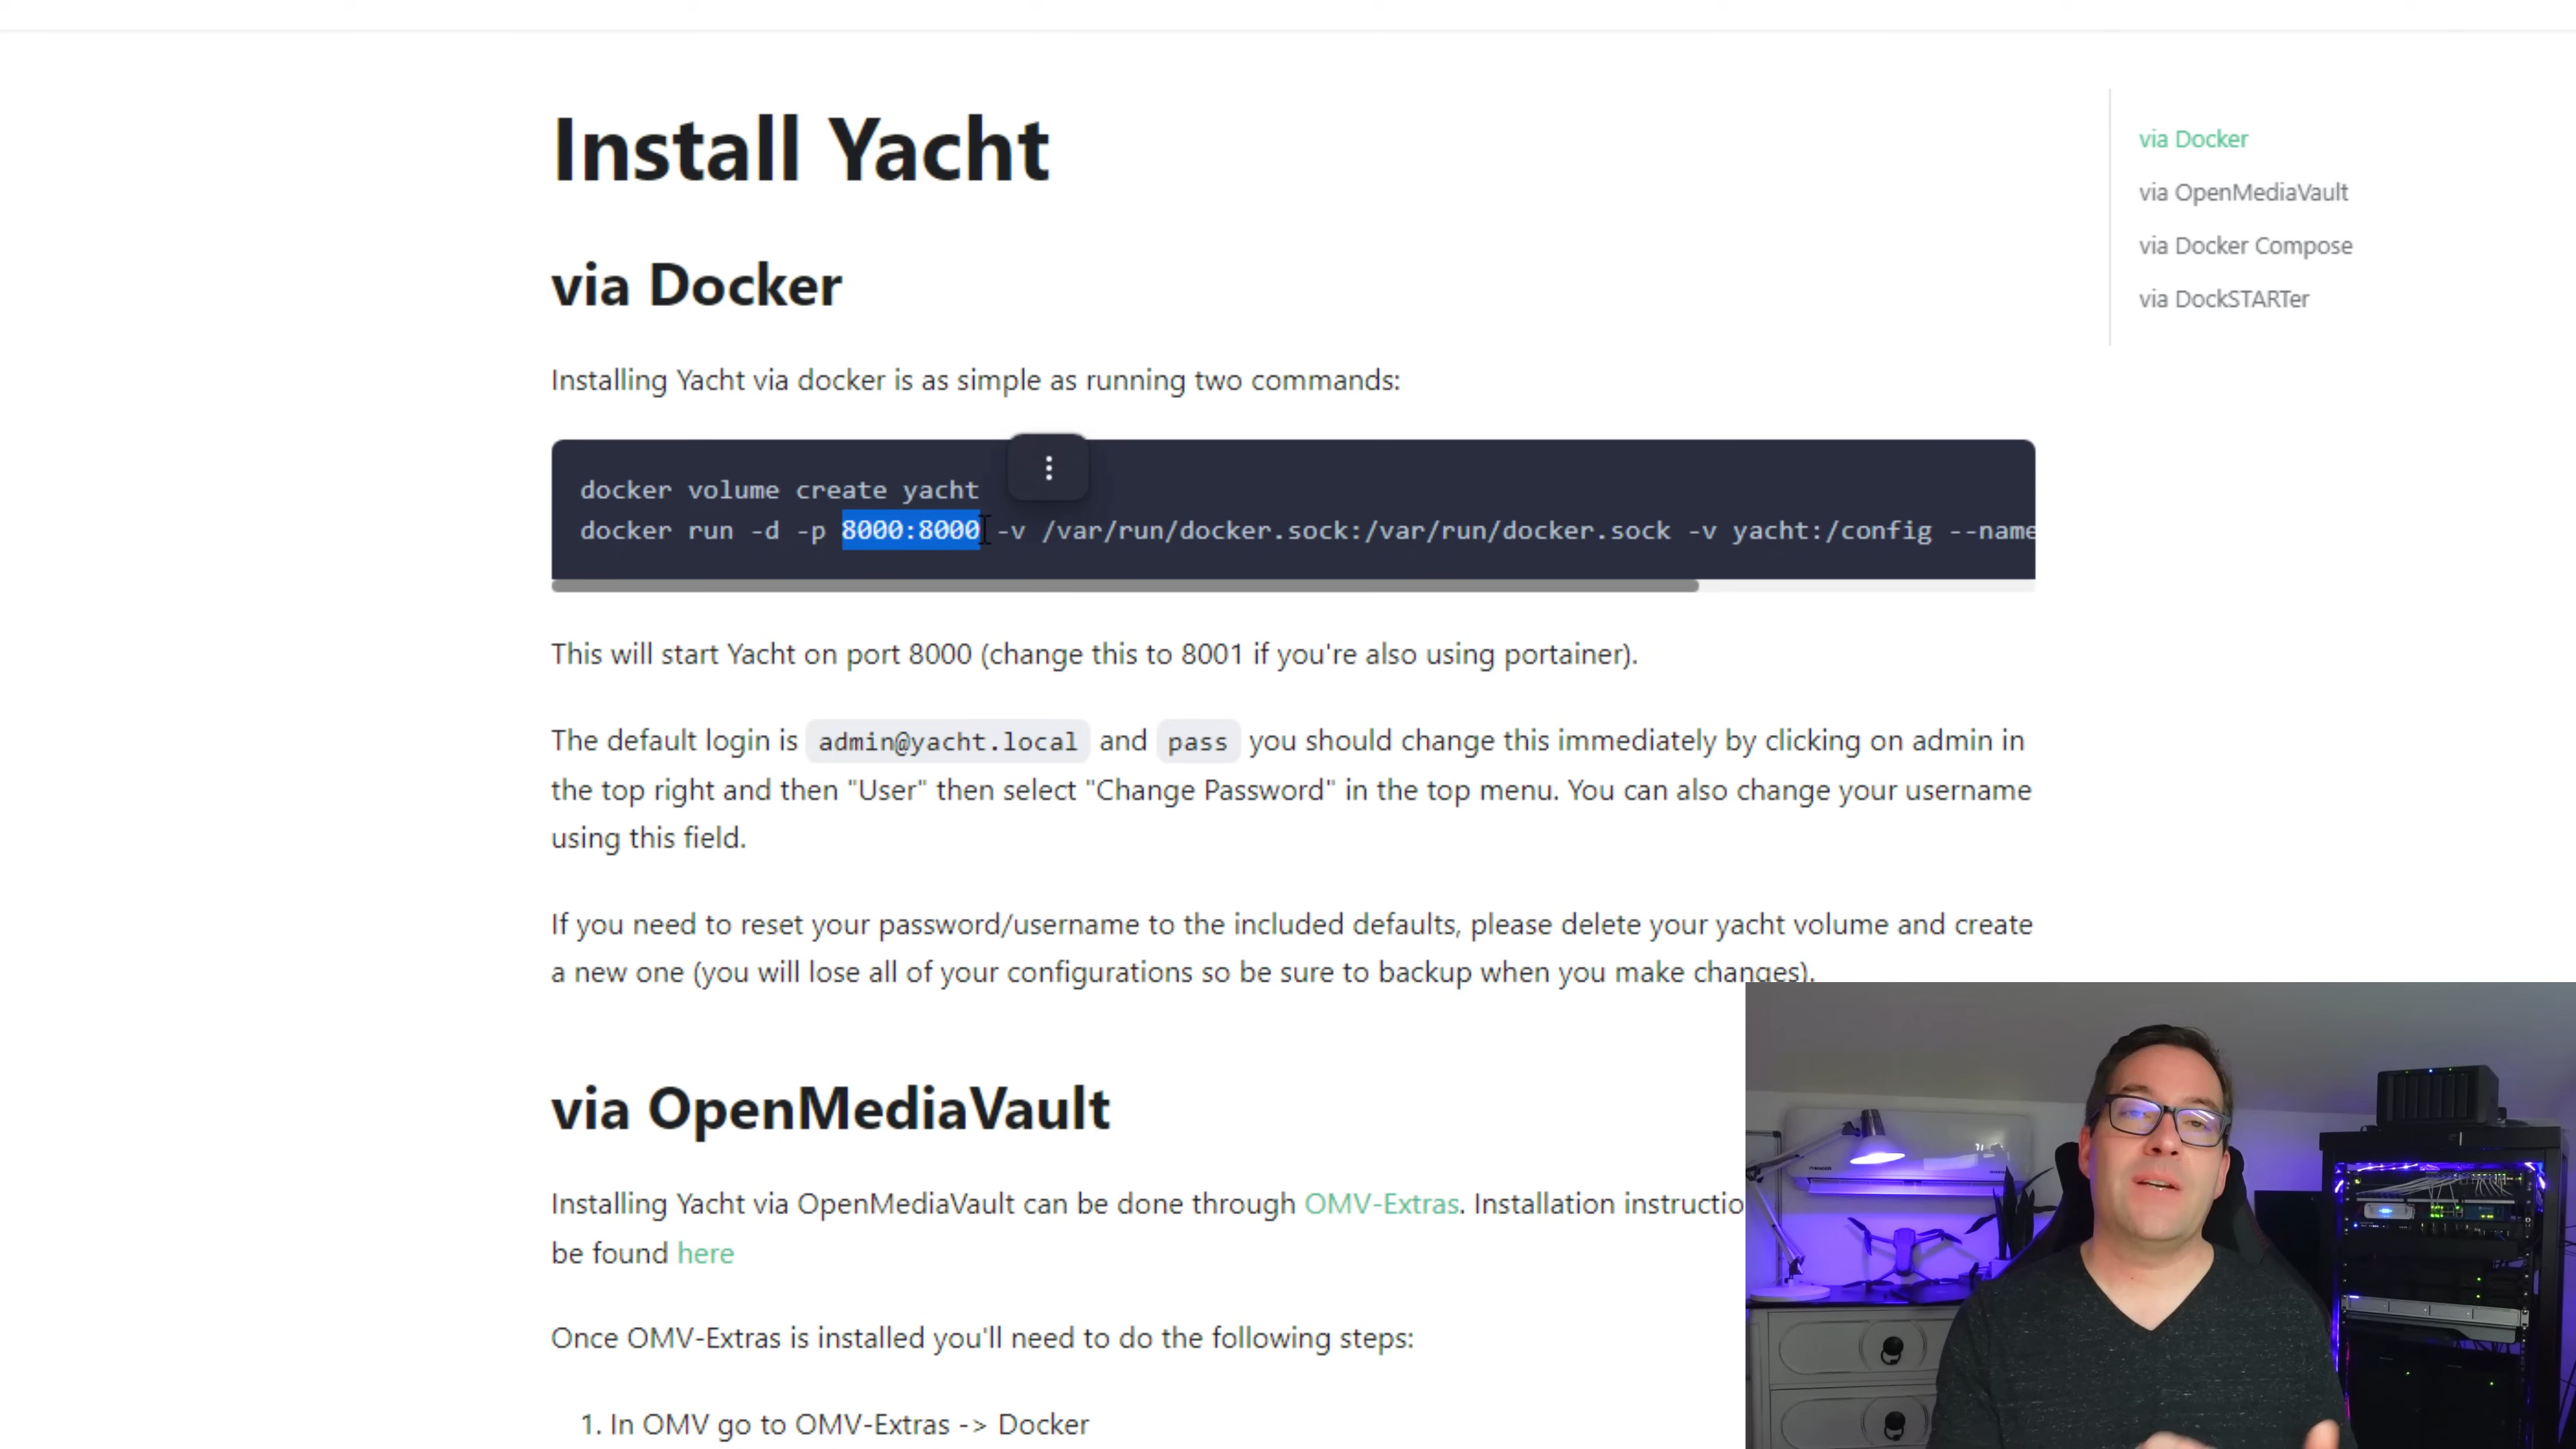 Install Yacht
via Docker
Installing Yacht via docker is as simple as running two commands:
docker volume create yacht
docker run -d -p 8000:8000 -v /var/run/docker.sock:/var/run/docker.sock -v yacht:/config --name
This will start Yacht on port 8000 (change this to 8001 if you're also using portainer).
The default login is admin@yacht.local and pass you should change this immediately by clicking on admin in
the top right and then "User" then select "Change Password" in the top menu. You can also change your username
using this field.
If you need to reset your password/username to the included defaults, please delete your yacht volume and create
a new one (you will lose all of your configurations so be sure to backup when you make changes).
via OpenMediaVault
Installing Yacht via OpenMediaVault can be done through OMV-Extras. Installation instructio
be found here
Once OMV-Extras is installed you'll need to do the following steps:
1. In OMV go to OMV-Extras -> Docker
via Docker
via OpenMediaVault
via Docker Compose
via DockSTARTer